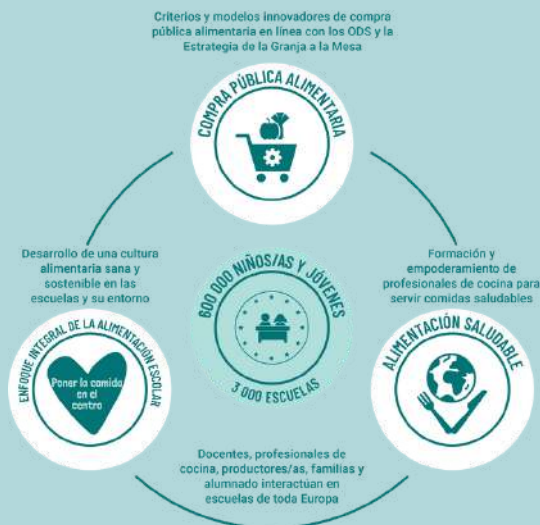 Criterios y modelos innovadores de compra
pública alimentaria en línea con los ODS y la
Estrategia de la Granja a la Mesa
COMPRA PÚBLICA ALIMENTARIA
Desarrollo de una cultura
alimentaria sana y
sostenible en las
escuelas y su entorno
ENFOQUE INTEGRAL DE LA ALIMENTACIÓN ESCOLAR
Poner la comida
en el
centro
600 000 NIÑOS/AS Y JÓVENES
3 000 ESCUELAS
Formación y
empoderamiento de
profesionales de cocina para
servir comidas saludables
ALIMENTACIÓN SALUDABLE
Docentes, profesionales de
cocina, productores/as, familias y
alumnado interactúan en
escuelas de toda Europa